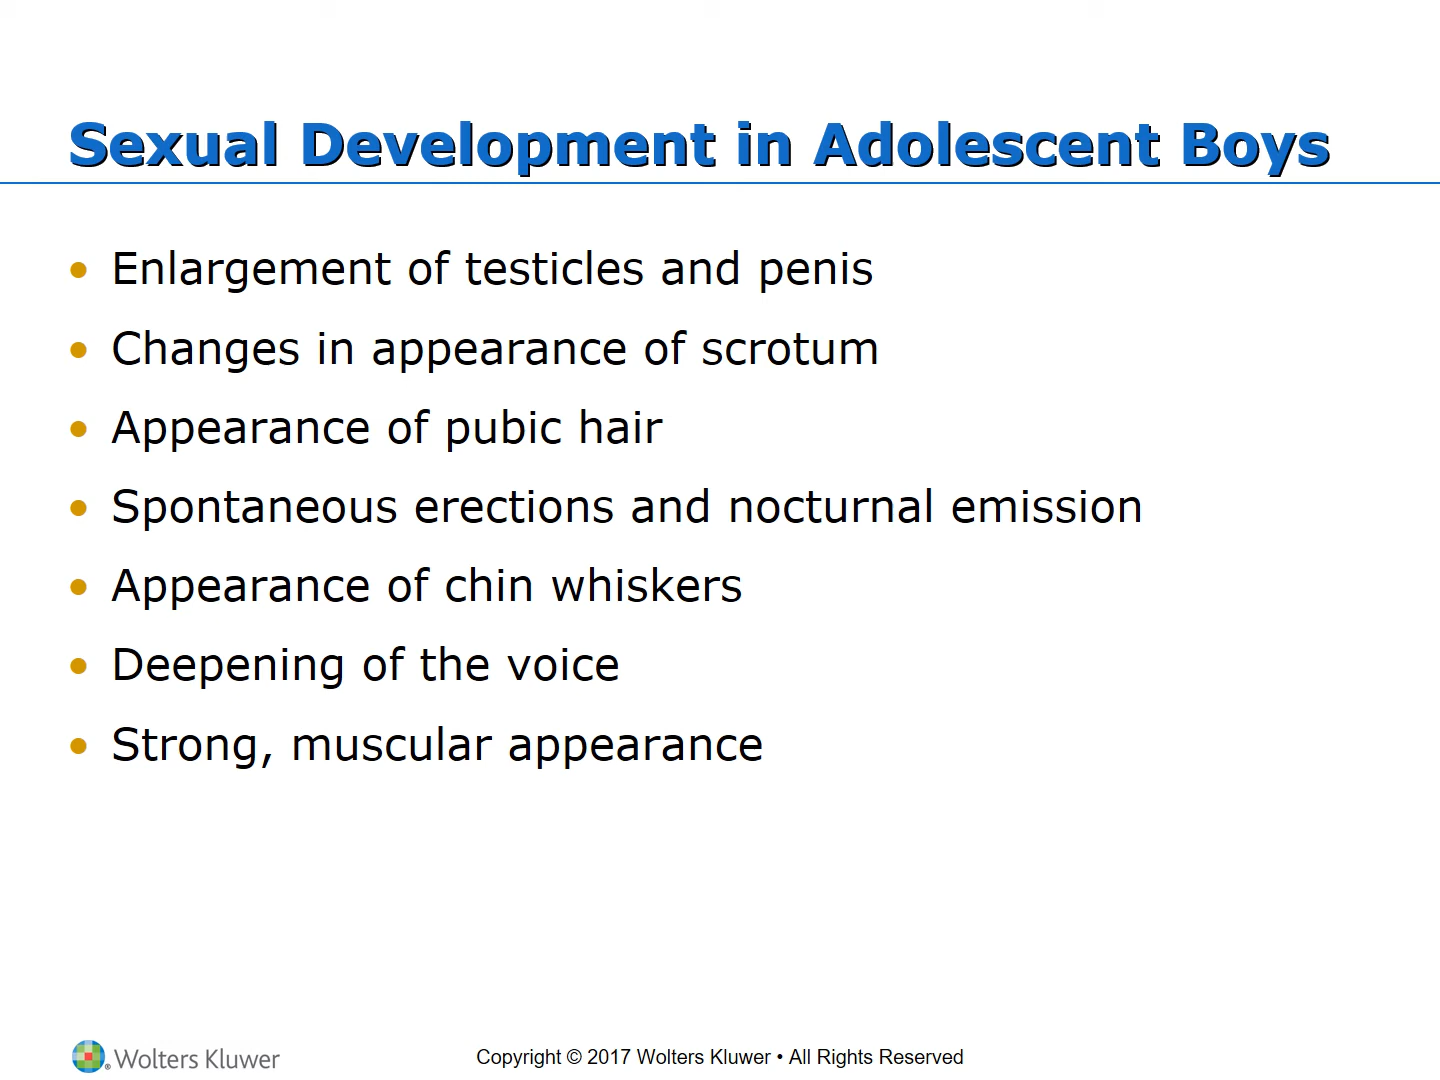 Sexual Development in Adolescent Boys
• Enlargement of testicles and penis
• Changes in appearance of scrotum
• Appearance of pubic hair
• Spontaneous erections and nocturnal emission
• Appearance of chin whiskers
• Deepening of the voice
• Strong, muscular appearance
Wolters Kluwer
Copyright © 2017 Wolters Kluwer • All Rights Reserved